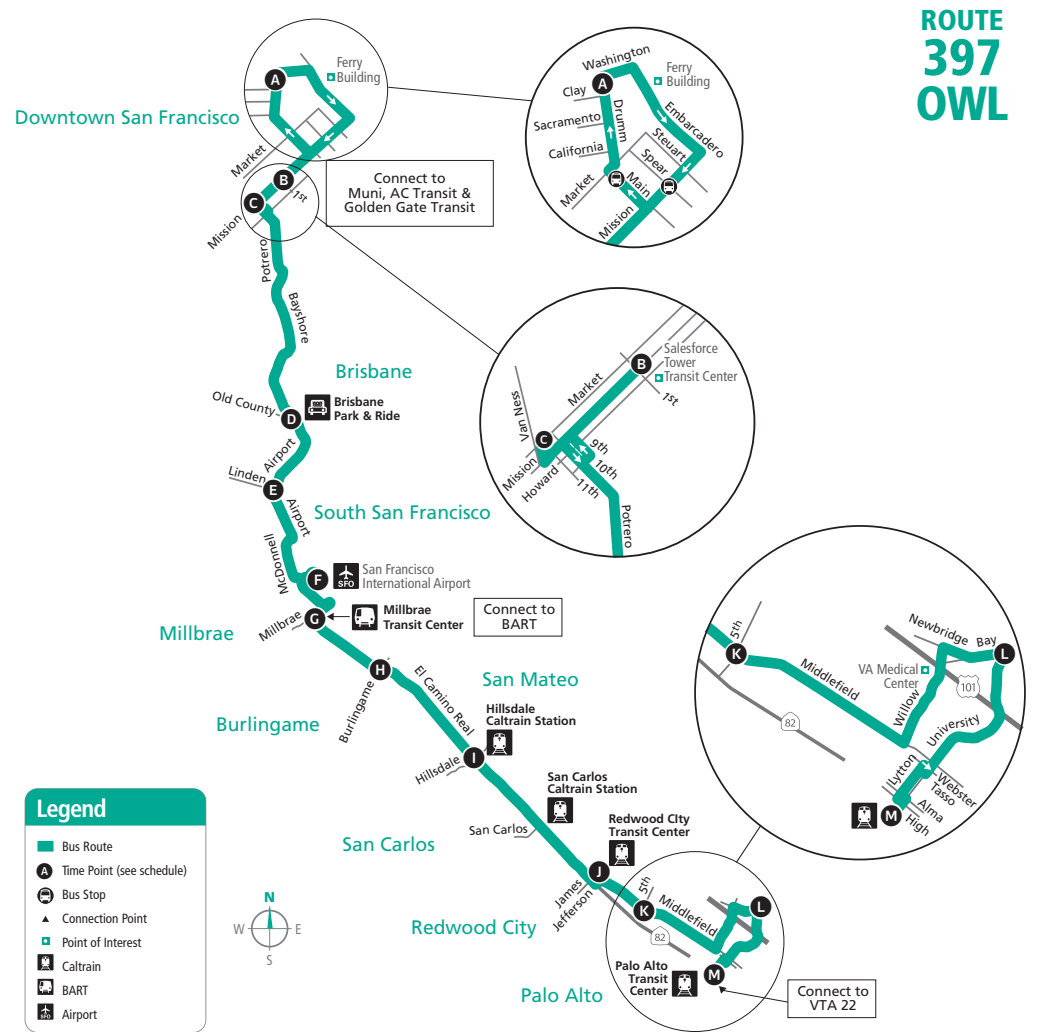 ROUTE
397
OWL
Downtown San Francisco
A
Ferry
Building
Market
B
1st
C
Mission
Connect to
Muni, AC Transit &
Golden Gate Transit
Washington
A
Ferry
Building
Clay
Sacramento
California
Drumm
Embarcadero
Steuart
Spear
Main
Market
Mission
Potrero
Bayshore
Brisbane
Old County
D
Brisbane
Park & Ride
Airport
Linden
E
Airport
South San Francisco
B
Salesforce
Tower
Transit Center
1st
Market
Van Ness
C
Mission
Howard
9th
10th
11th
Potrero
McDonnell
F
SFO
San Francisco
International Airport
Millbrae
Millbrae
G
Millbrae
Transit Center
Connect to
BART
H
Burlingame
Burlingame
El Camino Real
San Mateo
Hillsdale
Caltrain Station
Hillsdale
I
San Carlos
Caltrain Station
San Carlos
San Carlos
Redwood CIty
Transit Center
J
James
Jefferson
Redwood City
5th
K
Middlefield
82
L
M
Palo Alto
Transit
Center
Palo Alto
Connect to
VTA 22
5th
K
Middlefield
82
Newbridge
Bay
L
VA Medical
Center
101
Willow
University
Lytton
Webster
Tasso
Alma
High
M
Legend
Bus Route
A Time Point (see schedule)
Bus Stop
Connection Point
Point of Interest
Caltrain
BART
SFO Airport
N
W E
S